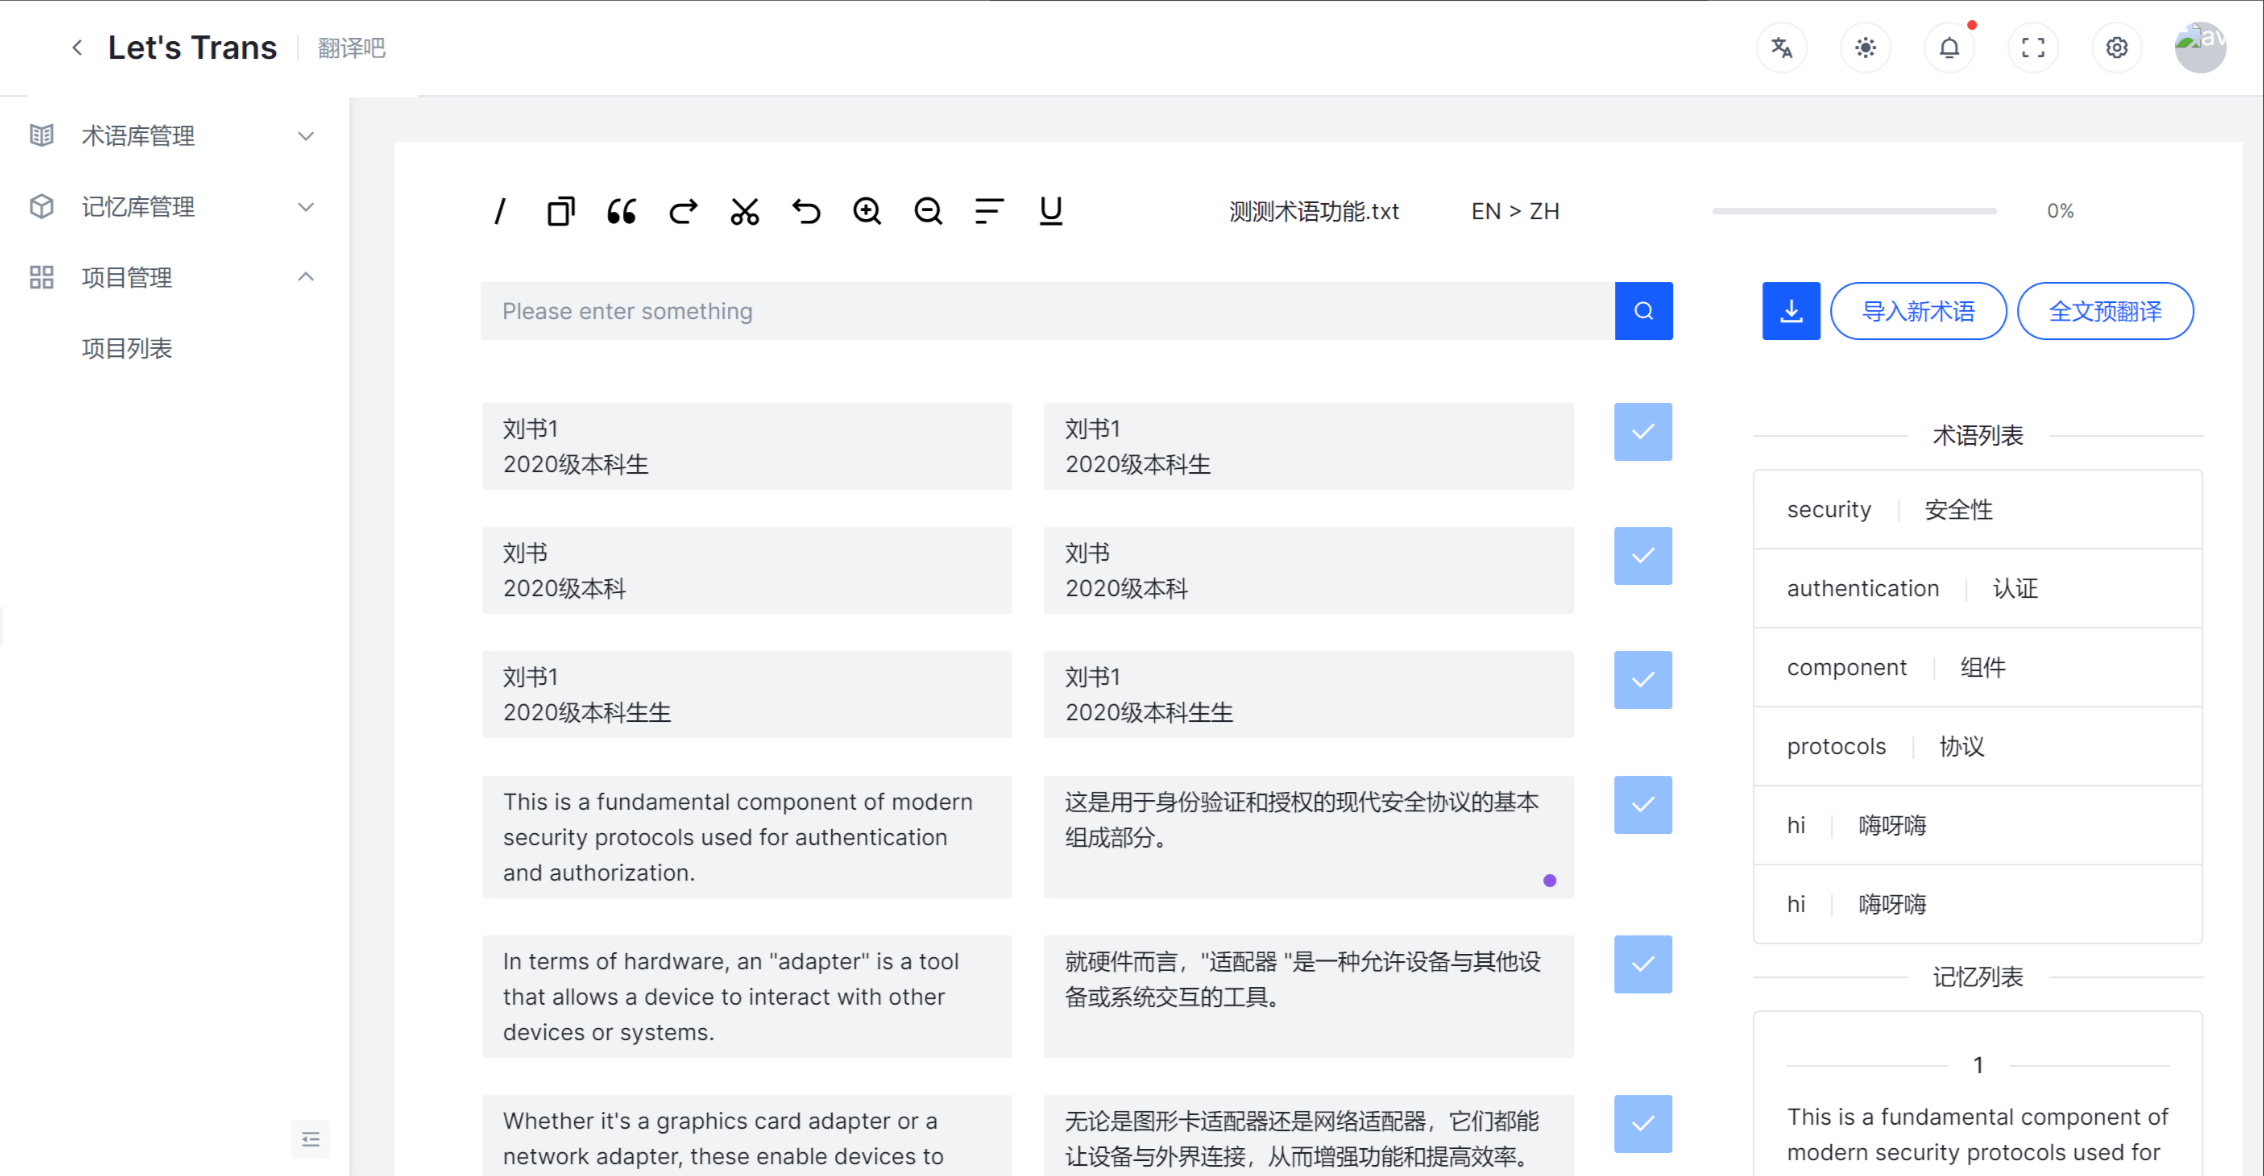 Let's Trans
翻译吧
术语库管理
记忆库管理
项目管理
项目列表
测测术语功能.txt
EN > ZH
0%
Please enter something
导入新术语
全文预翻译
刘书1
2020级本科生
刘书1
2020级本科生
刘书
2020级本科
刘书
2020级本科
刘书1
2020级本科生生
刘书1
2020级本科生生
This is a fundamental component of modern
security protocols used for authentication
and authorization.
这是用于身份验证和授权的现代安全协议的基本
组成部分。
In terms of hardware, an "adapter" is a tool
that allows a device to interact with other
devices or systems.
就硬件而言，"适配器 "是一种允许设备与其他设
备或系统交互的工具。
Whether it's a graphics card adapter or a
network adapter, these enable devices to
无论是图形卡适配器还是网络适配器，它们都能
让设备与外界连接，从而增强功能和提高效率。
术语列表
security 安全性
authentication 认证
component 组件
protocols 协议
hi 嗨呀嗨
hi 嗨呀嗨
记忆列表
1
This is a fundamental component of
modern security protocols used for